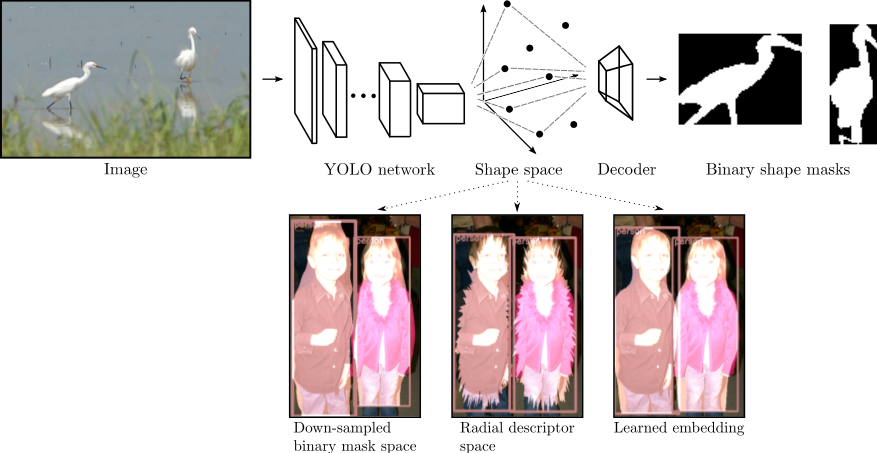 Image
YOLO network
Shape space
Decoder
Binary shape masks
person
person
person
person
person
person
Down-sampled
binary mask space
Radial descriptor
space
Learned embedding